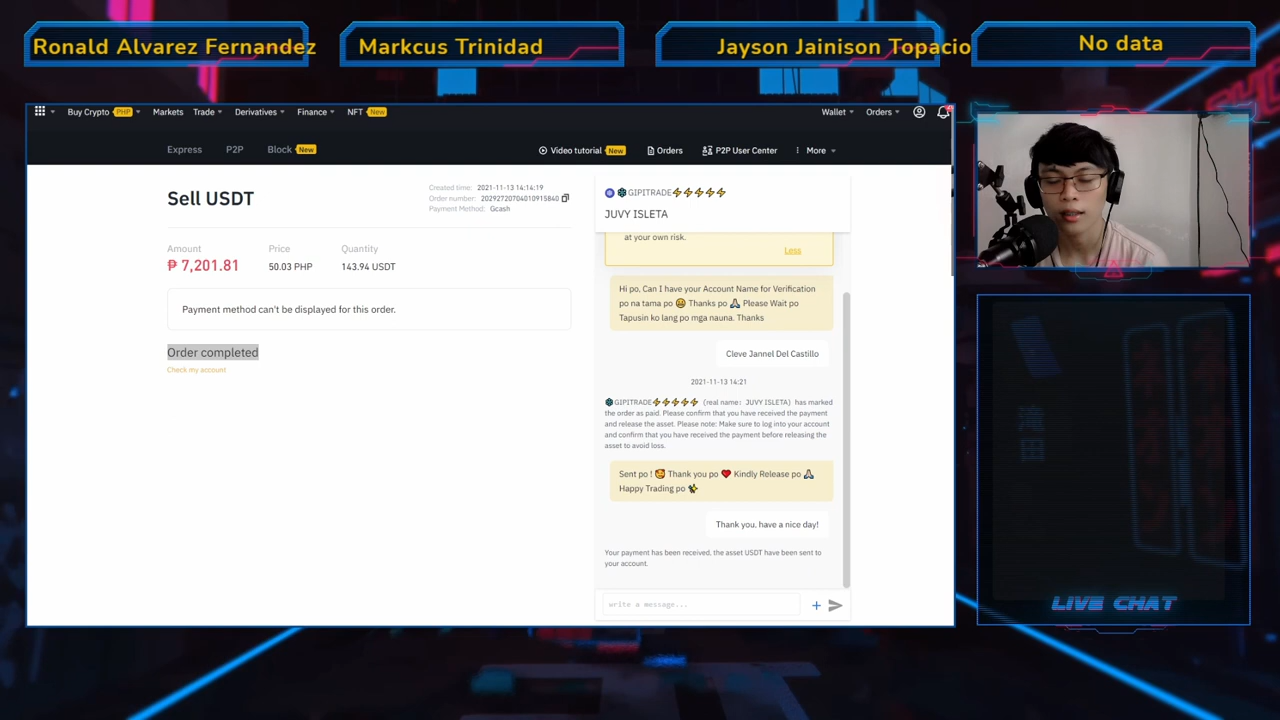 Ronald Alvarez Fernandez
Markcus Trinidad
Jayson Jainison Topacio
No data
Buy Crypto PHP Markets Trade Derivatives Finance NFT New
Wallet Orders
Express P2P Block New
Video tutorial New Orders P2P User Center More
Sell USDT
Created time: 2021-11-13 14:14:19
Order number: 20292720704010915840
Payment Method: Gcash
Amount Price Quantity
₱ 7,201.81 50.03 PHP 143.94 USDT
Payment method can't be displayed for this order.
Order completed
Check my account
GIPITRADE⚡⚡⚡⚡⚡
JUVY ISLETA
at your own risk.
Less
Hi po, Can I have your Account Name for Verification
po na tama po 😀 Thanks po 🙏 Please Wait po
Tapusin ko lang po mga nauna. Thanks
Cleve Jannel Del Castillo
2021-11-13 14:21
GIPITRADE⚡⚡⚡⚡⚡ (real name: JUVY ISLETA) has marked
the order as paid. Please confirm that you have received the payment
and release the asset. Please note: Make sure to log into your account
and confirm that you have received the payment before releasing the
asset to avoid loss.
Sent po ! 🥰 Thank you po ❤ Kindly Release po 🙏
Happy Trading po ✨
Thank you, have a nice day!
Your payment has been received, the asset USDT have been sent to
your account.
write a message...
LIVE CHAT